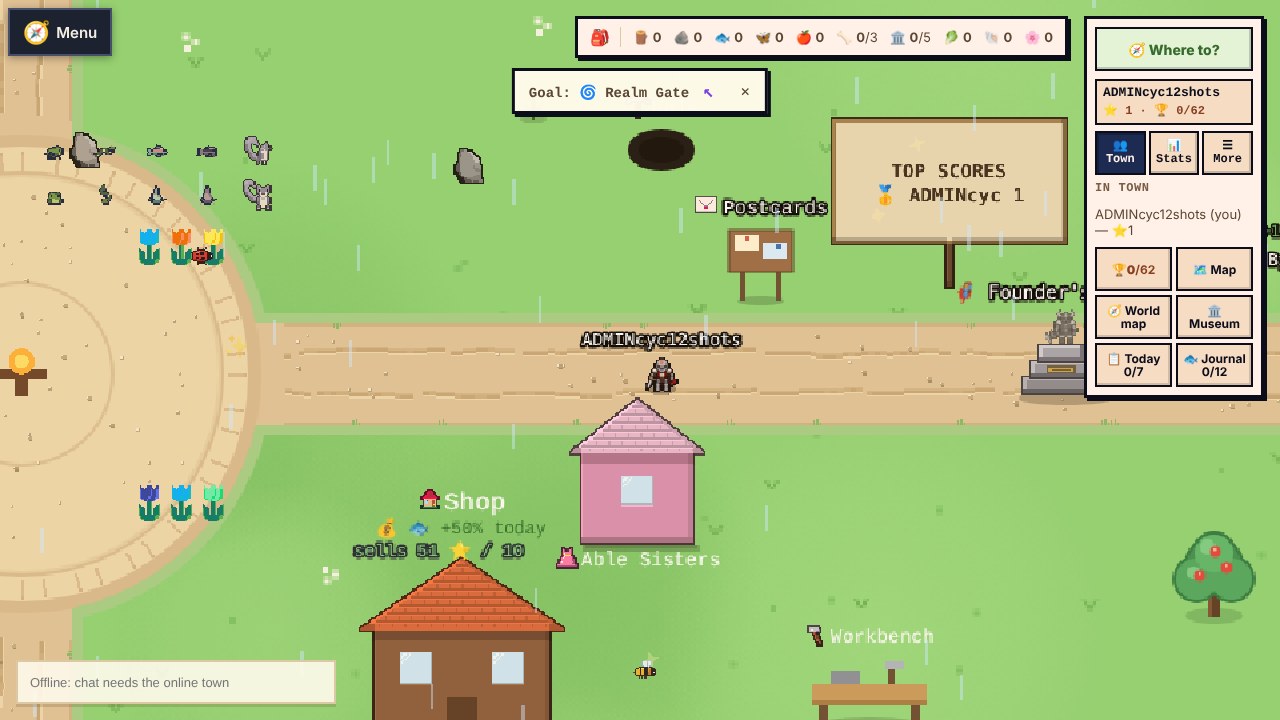 Menu
0 0 0 0 0 0/3 0/5 0 0 0
Where to?
Goal: Realm Gate ×
ADMINcyc12shots
1 · 0/62
Town
Stats
More
IN TOWN
ADMINcyc12shots (you)
— 1
0/62
Map
World map
Museum
Today 0/7
Journal 0/12
TOP SCORES
ADMINcyc 1
Postcards
Founder's
ADMINcyc12shots
Shop
+50% today
sells 51 / 10
Able Sisters
Workbench
Offline: chat needs the online town